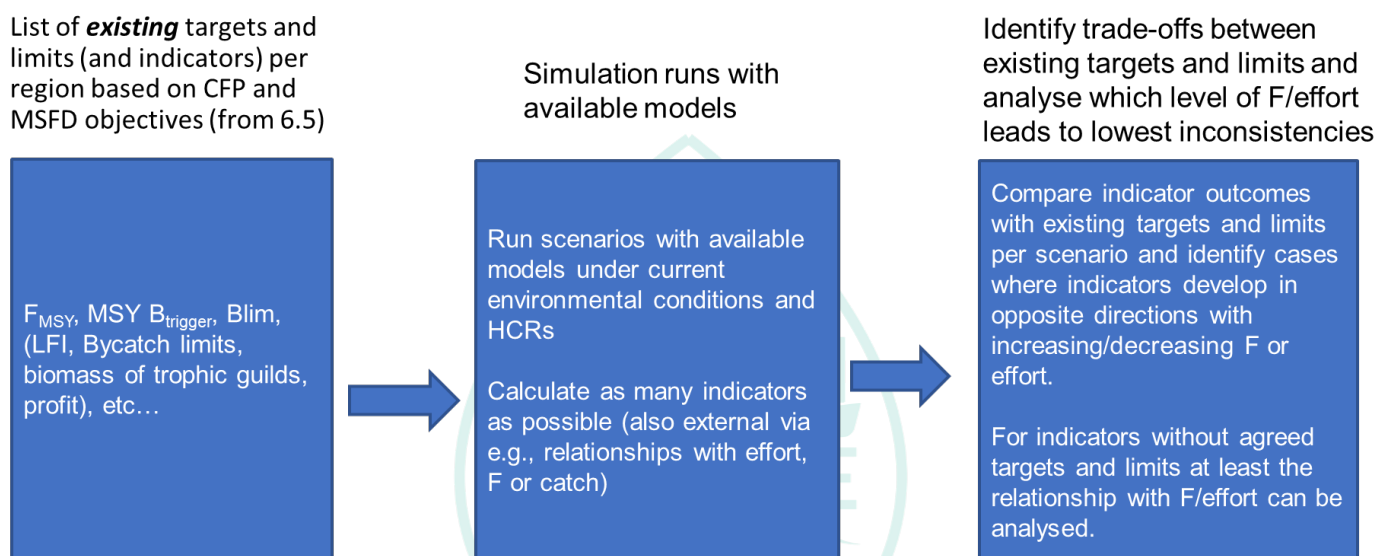 List of existing targets and
limits (and indicators) per
region based on CFP and
MSFD objectives (from 6.5)
FMSY, MSY Btrigger, Blim,
(LFI, Bycatch limits,
biomass of trophic guilds,
profit), etc…
Simulation runs with
available models
Run scenarios with available
models under current
environmental conditions and
HCRs
Calculate as many indicators
as possible (also external via
e.g., relationships with effort,
F or catch)
Identify trade-offs between
existing targets and limits and
analyse which level of F/effort
leads to lowest inconsistencies
Compare indicator outcomes
with existing targets and limits
per scenario and identify cases
where indicators develop in
opposite directions with
increasing/decreasing F or
effort.
For indicators without agreed
targets and limits at least the
relationship with F/effort can be
analysed.